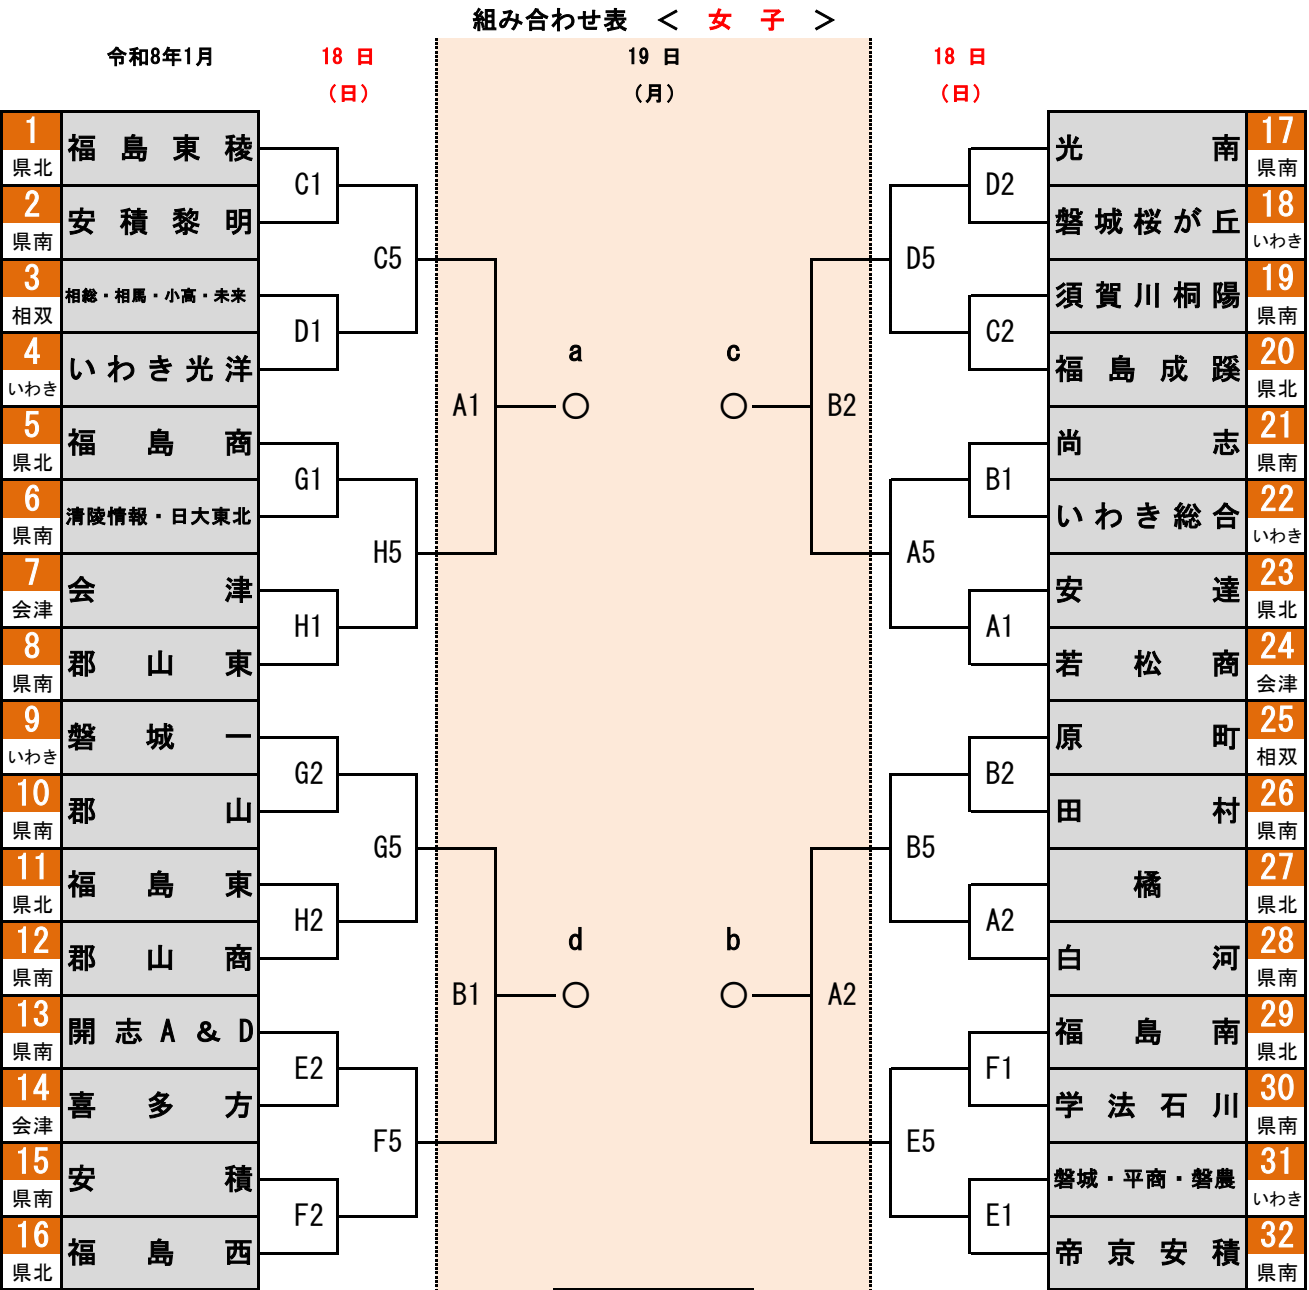 組み合わせ表 ＜ 女 子 ＞
令和8年1月 18 日 19 日 18 日
（日） （月） （日）
1 県北 福島東稜
2 県南 安積黎明
3 相双 相総・相馬・小高・未来
4 いわき いわき光洋
5 県北 福島商
6 県南 清陵情報・日大東北
7 会津 会津
8 県南 郡山東
9 いわき 磐城一
10 県南 郡山
11 県北 福島東
12 県南 郡山商
13 県南 開志A＆D
14 会津 喜多方
15 県南 安積
16 県北 福島西
C1
D1
G1
H1
G2
H2
E2
F2
C5
H5
G5
F5
A1
B1
a
d
c
b
B2
A2
D5
A5
B5
E5
D2
C2
B1
A1
B2
A2
F1
E1
光南 17 県南
磐城桜が丘 18 いわき
須賀川桐陽 19 県南
福島成蹊 20 県北
尚志 21 県南
いわき総合 22 いわき
安達 23 県北
若松商 24 会津
原町 25 相双
田村 26 県南
橘 27 県北
白河 28 県南
福島南 29 県北
学法石川 30 県南
磐城・平商・磐農 31 いわき
帝京安積 32 県南